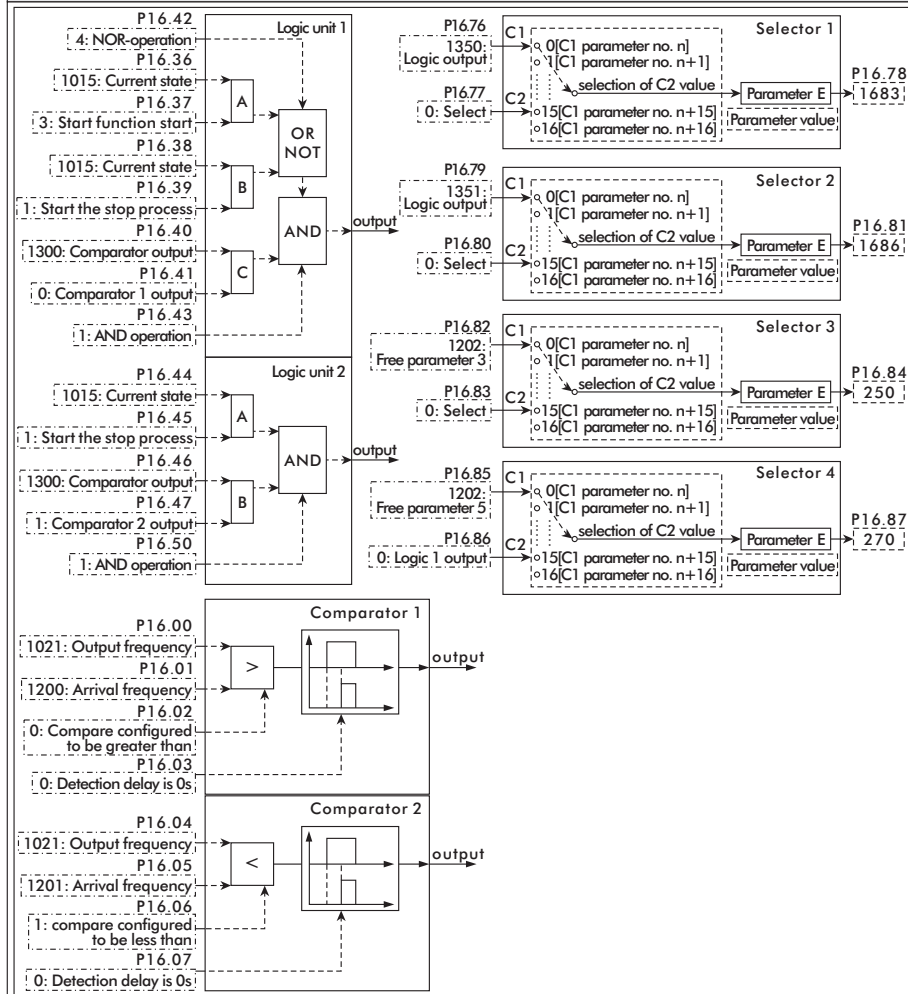 P16.42
Logic unit 1
4: NOR-operation
P16.36
1015: Current state
A
P16.37
3: Start function start
OR
NOT
P16.38
1015: Current state
B
P16.39
1: Start the stop process
AND
output
P16.40
1300: Comparator output
C
P16.41
0: Comparator 1 output
P16.43
1: AND operation
Logic unit 2
P16.44
1015: Current state
A
P16.45
1: Start the stop process
AND
output
P16.46
1300: Comparator output
B
P16.47
1: Comparator 2 output
P16.50
1: AND operation
P16.76
C1
Selector 1
1350:
Logic output
0[C1 parameter no. n]
1[C1 parameter no. n+1]
P16.77
C2
selection of C2 value
Parameter E
P16.78
1683
0: Select
15[C1 parameter no. n+15]
16[C1 parameter no. n+16]
Parameter value
P16.79
C1
Selector 2
1351:
Logic output
0[C1 parameter no. n]
1[C1 parameter no. n+1]
P16.80
C2
selection of C2 value
Parameter E
P16.81
1686
0: Select
15[C1 parameter no. n+15]
16[C1 parameter no. n+16]
Parameter value
P16.82
C1
Selector 3
1202:
Free parameter 3
0[C1 parameter no. n]
1[C1 parameter no. n+1]
P16.83
C2
selection of C2 value
Parameter E
P16.84
250
0: Select
15[C1 parameter no. n+15]
16[C1 parameter no. n+16]
Parameter value
P16.85
C1
Selector 4
1202:
Free parameter 5
0[C1 parameter no. n]
1[C1 parameter no. n+1]
P16.86
C2
selection of C2 value
Parameter E
P16.87
270
0: Logic 1 output
15[C1 parameter no. n+15]
16[C1 parameter no. n+16]
Parameter value
Comparator 1
P16.00
1021: Output frequency
>
output
P16.01
1200: Arrival frequency
P16.02
0: Compare configured
to be greater than
P16.03
0: Detection delay is 0s
Comparator 2
P16.04
1021: Output frequency
<
output
P16.05
1201: Arrival frequency
P16.06
1: compare configured
to be less than
P16.07
0: Detection delay is 0s